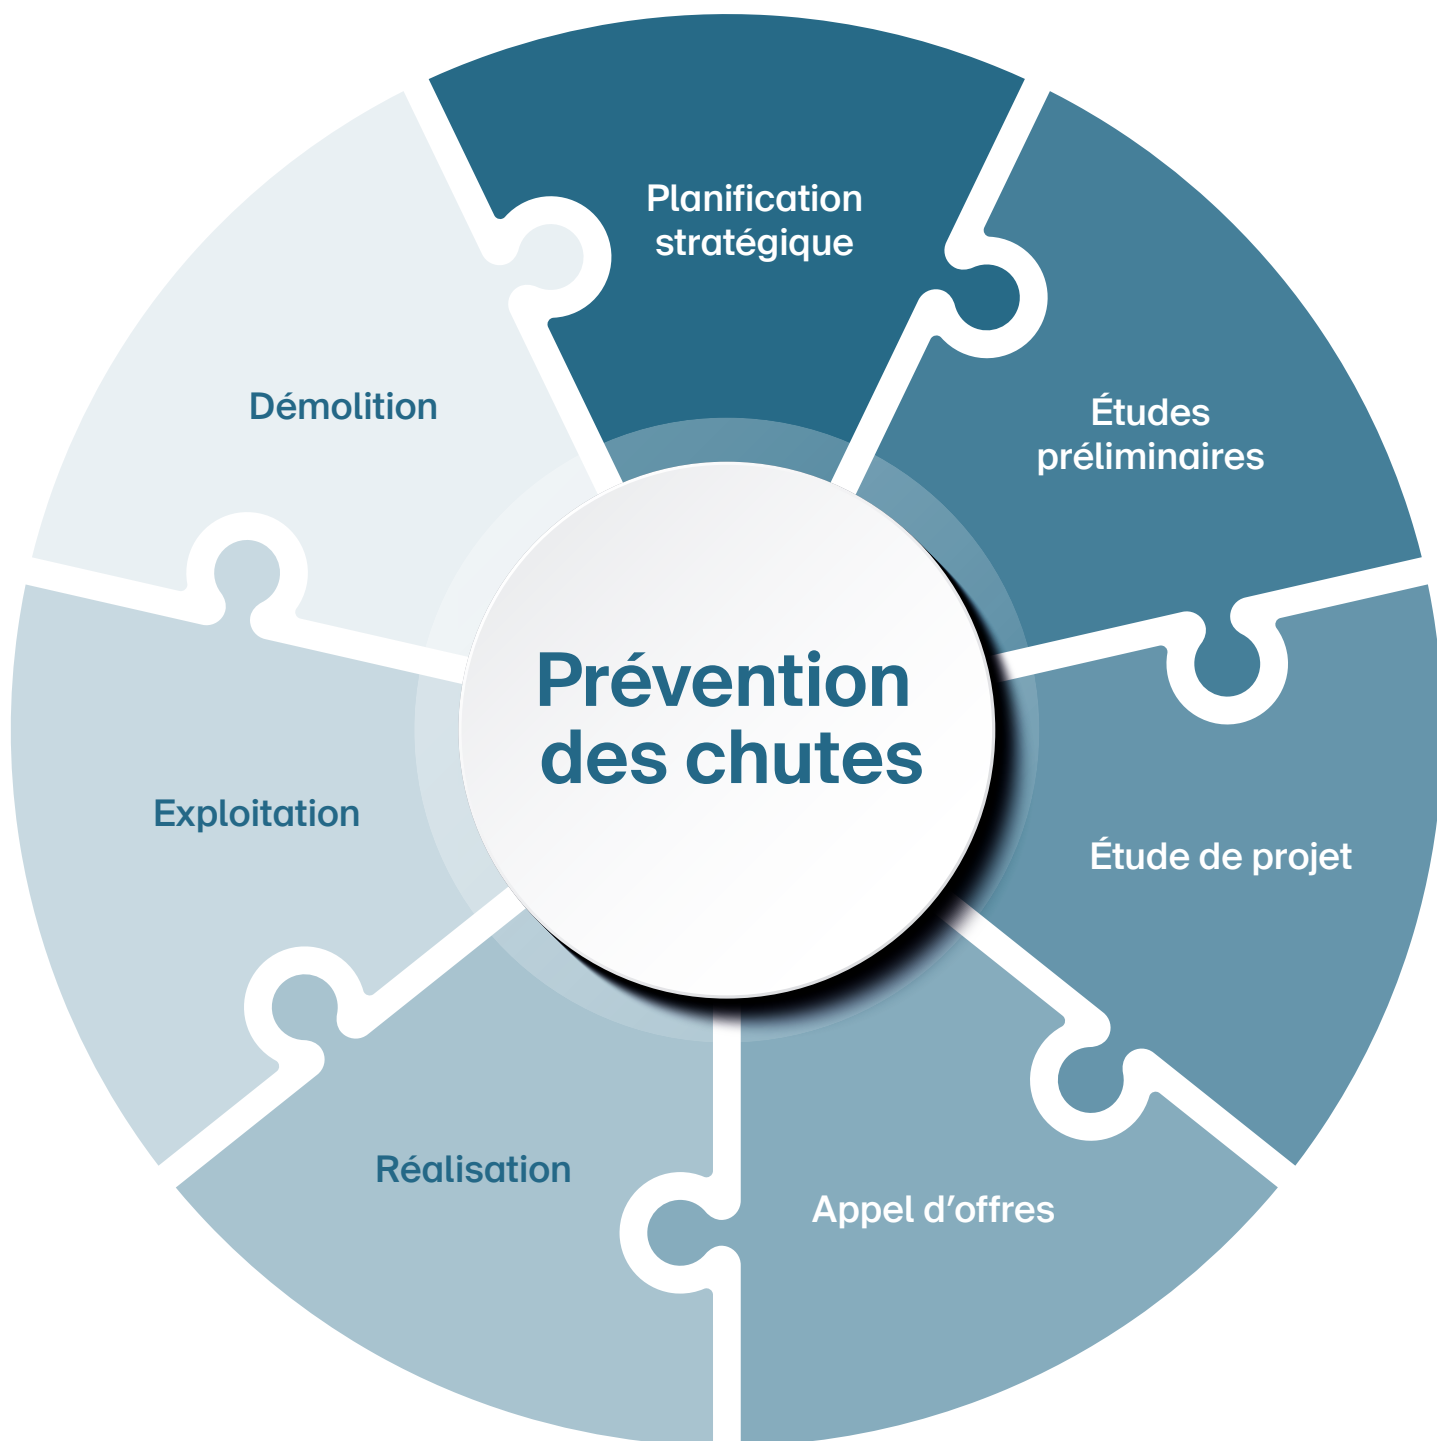 Planification
stratégique
Études
préliminaires
Étude de projet
Appel d’offres
Réalisation
Exploitation
Démolition
Prévention
des chutes